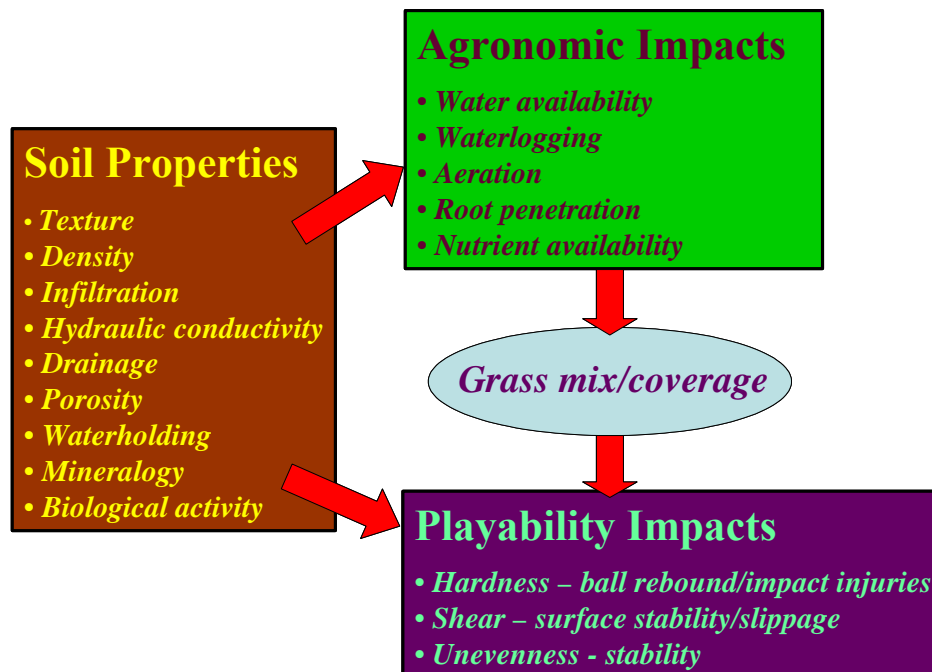 Agronomic Impacts
• Water availability
• Waterlogging
• Aeration
• Root penetration
• Nutrient availability
Soil Properties
• Texture
• Density
• Infiltration
• Hydraulic conductivity
• Drainage
• Porosity
• Waterholding
• Mineralogy
• Biological activity
Grass mix/coverage
Playability Impacts
• Hardness – ball rebound/impact injuries
• Shear – surface stability/slippage
• Unevenness - stability